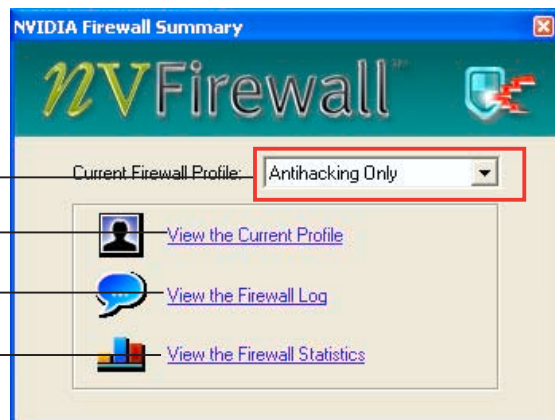 NVIDIA Firewall Summary
NVFirewall
Current Firewall Profile: Antihacking Only
View the Current Profile
View the Firewall Log
View the Firewall Statistics